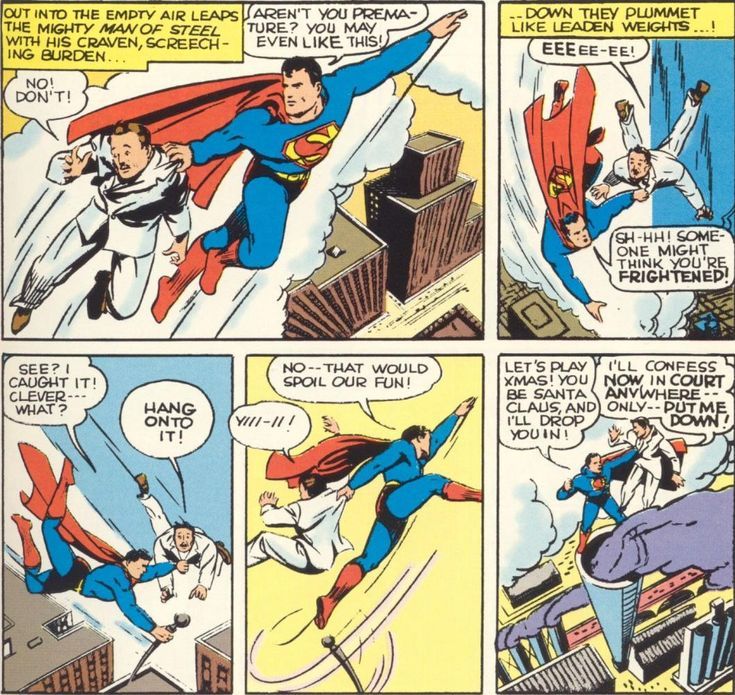 OUT INTO THE EMPTY AIR LEAPS
THE MIGHTY MAN OF STEEL
WITH HIS CRAVEN, SCREECH-
ING BURDEN...
NO!
DON'T!
AREN'T YOU PREMA-
TURE? YOU MAY
EVEN LIKE THIS!
S
...DOWN THEY PLUMMET
LIKE LEADEN WEIGHTS...!
EEEEE-EE!
SH-HH! SOME-
ONE MIGHT
THINK YOU'RE
FRIGHTENED!
SEE? I
CAUGHT IT!
CLEVER---
WHAT?
HANG
ONTO
IT!
NO--THAT WOULD
SPOIL OUR FUN!
YIII-II!
LET'S PLAY
XMAS! YOU
BE SANTA
CLAUS, AND
I'LL DROP
YOU IN!
I'LL CONFESS
NOW IN COURT
ANYWHERE--
ONLY--PUT ME
DOWN!